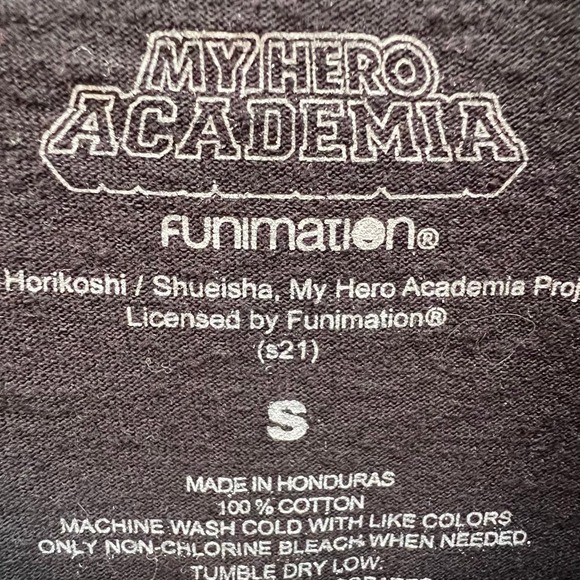 MY HERO
ACADEMIA
FUNIMATION®
Horikoshi / Shueisha, My Hero Academia Proj
Licensed by Funimation®
(s21)
S
MADE IN HONDURAS
100 % COTTON
MACHINE WASH COLD WITH LIKE COLORS
ONLY NON-CHLORINE BLEACH WHEN NEEDED.
TUMBLE DRY LOW.